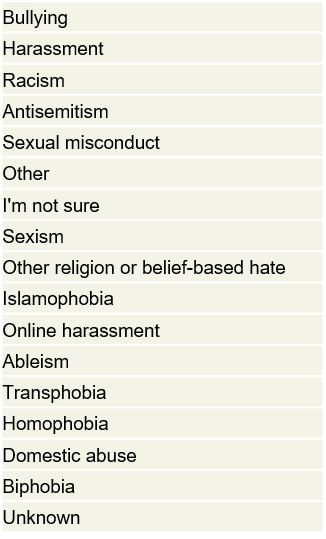 Bullying
Harassment
Racism
Antisemitism
Sexual misconduct
Other
I'm not sure
Sexism
Other religion or belief-based hate
Islamophobia
Online harassment
Ableism
Transphobia
Homophobia
Domestic abuse
Biphobia
Unknown